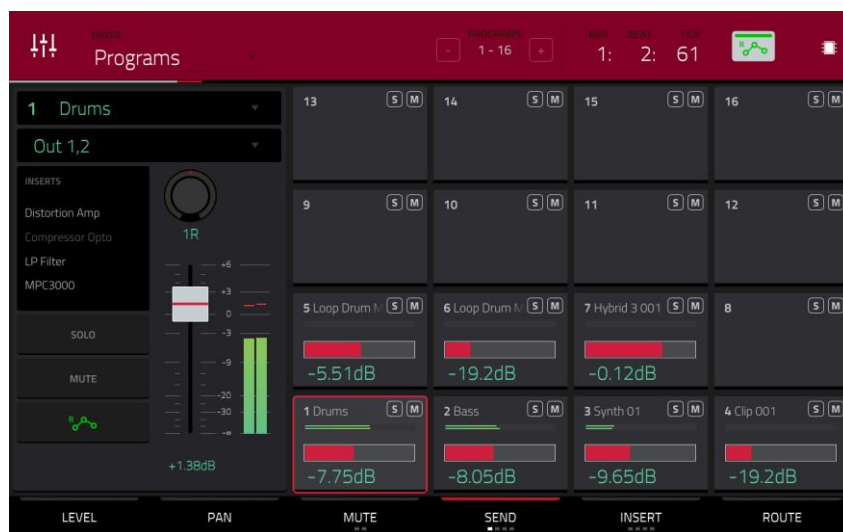 MIXER
Programs
PROGRAMS
- 1 - 16 +
BAR BEAT TICK
1: 2: 61
1 Drums
Out 1,2
INSERTS
Distortion Amp
Compressor Opto
LP Filter
MPC3000
1R
+6
+3
0
-3
-9
-20
-30
-∞
+1.38dB
SOLO
MUTE
13 S M
14 S M
15 S M
16 S M
9 S M
10 S M
11 S M
12 S M
5 Loop Drum M S M
-5.51dB
6 Loop Drum M S M
-19.2dB
7 Hybrid 3 001 S M
-0.12dB
8 S M
1 Drums S M
-7.75dB
2 Bass S M
-8.05dB
3 Synth 01 S M
-9.65dB
4 Clip 001 S M
-19.2dB
LEVEL
PAN
MUTE
SEND
INSERT
ROUTE